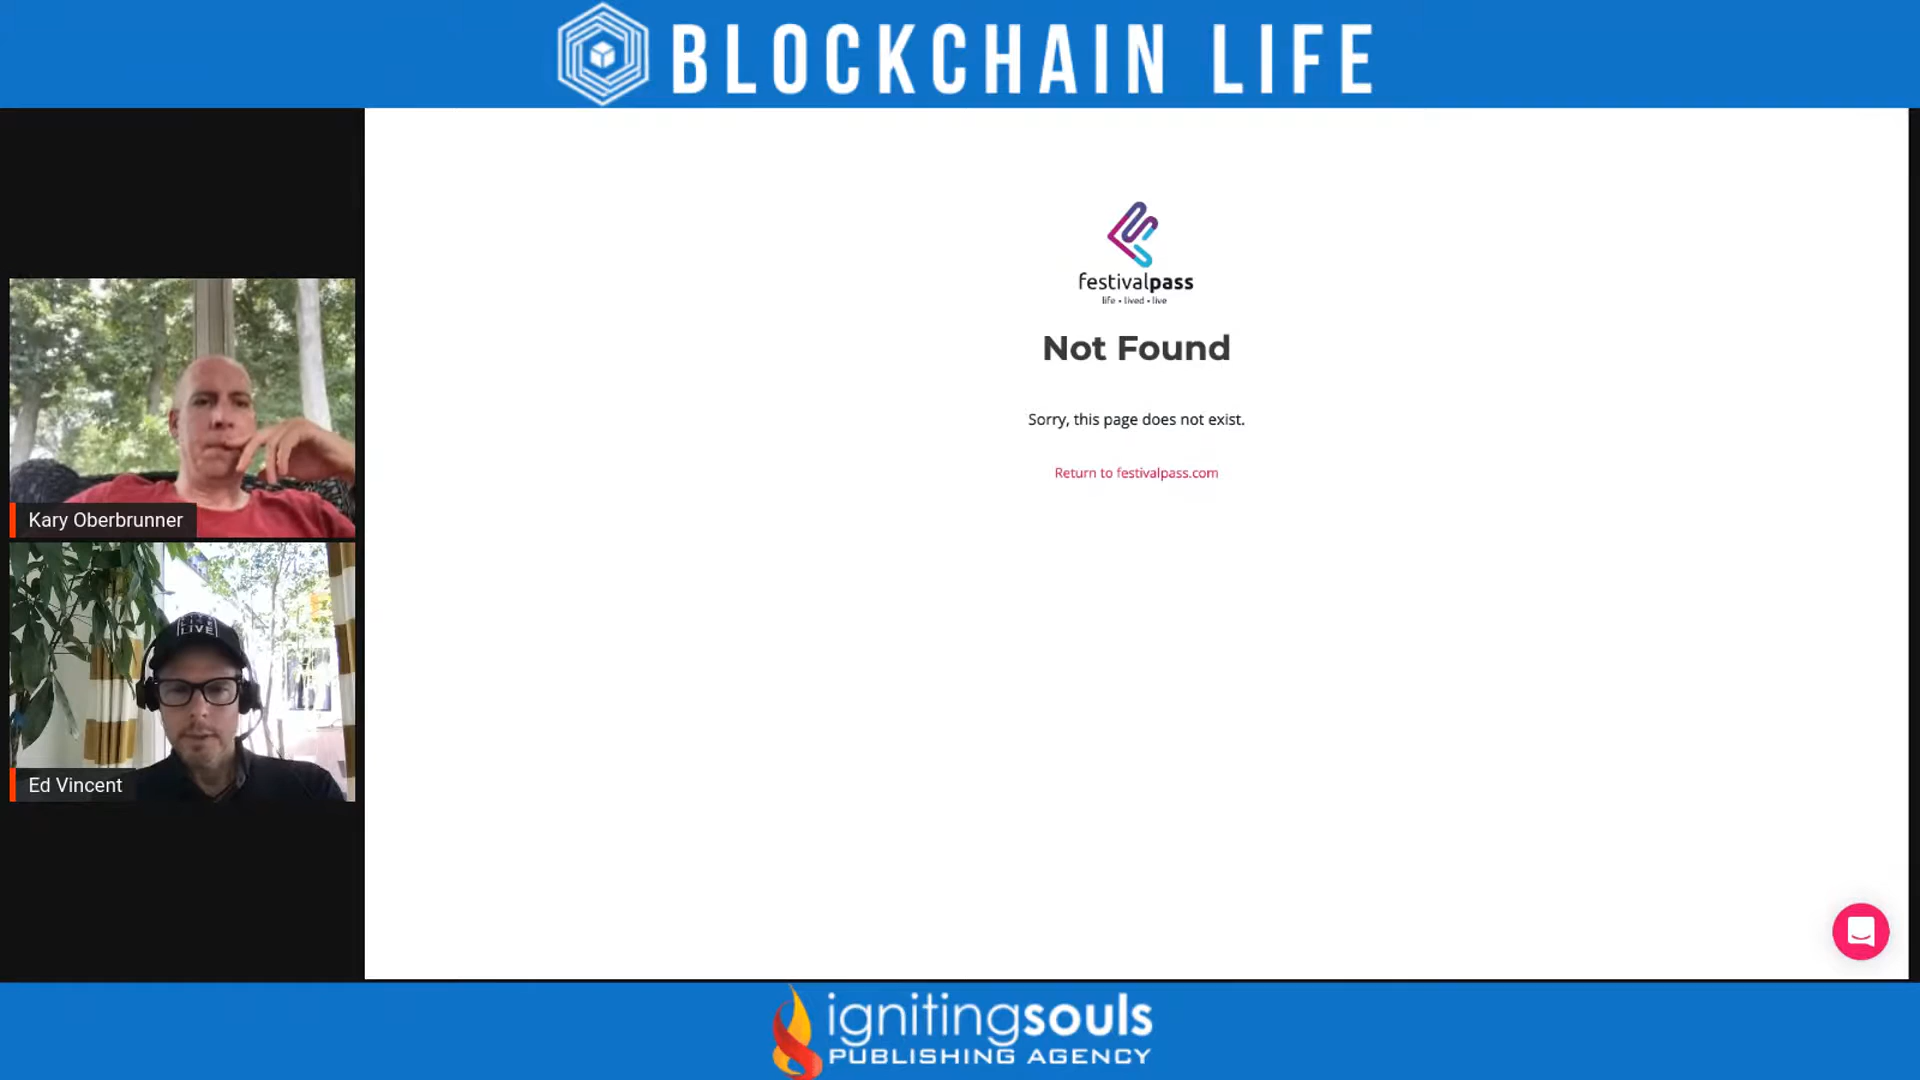 BLOCKCHAIN LIFE
festivalpass
life • lived • live
Not Found
Sorry, this page does not exist.
Return to festivalpass.com
Kary Oberbrunner
LIVE
Ed Vincent
ignitingsouls
PUBLISHING AGENCY